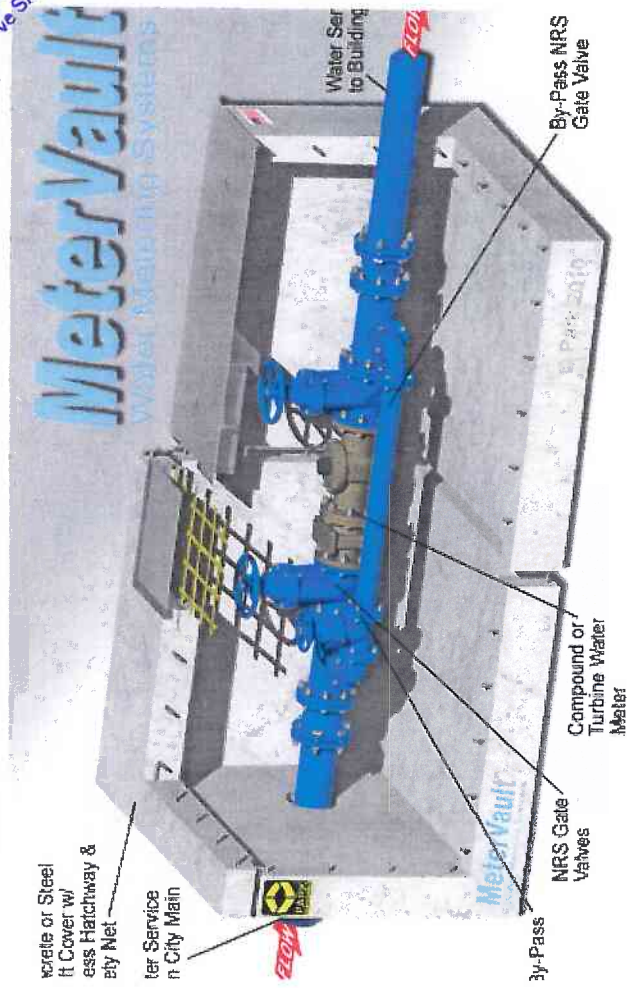 ve S
MeterVault
Water Metering Systems
Water Ser
to Building
FLOW
By-Pass NRS
Gate Valve
ncrete or Steel
lt Cover w/
ess Hatchway &
ety Net
ter Service
n City Main
FLOW
MeterVault
By-Pass
NRS Gate
Valves
Compound or
Turbine Water
Meter